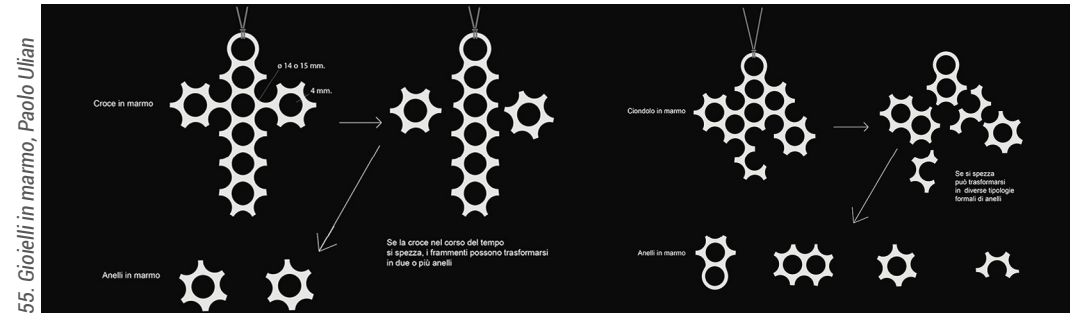 55. Gioielli in marmo, Paolo Ulian
Croce in marmo
ø 14 o 15 mm.
4 mm.
Se la croce nel corso del tempo
si spezza, i frammenti possono trasformarsi
in due o più anelli
Anelli in marmo
Ciondolo in marmo
Se si spezza
può trasformarsi
in diverse tipologie
formali di anelli
Anelli in marmo